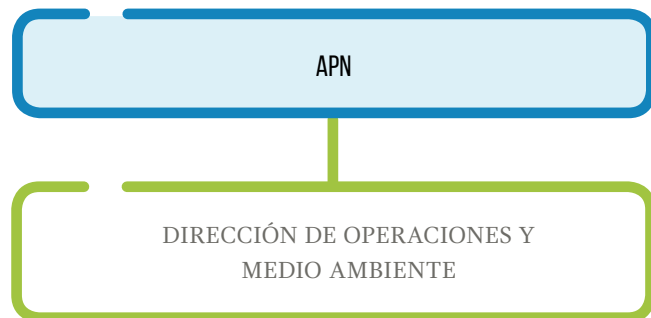 APN
DIRECCIÓN DE OPERACIONES Y
MEDIO AMBIENTE